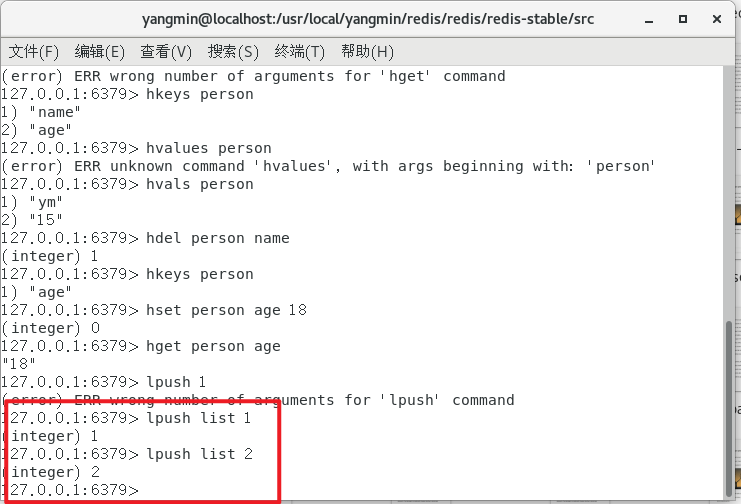 yangmin@localhost:/usr/local/yangmin/redis/redis/redis-stable/src
文件(F) 编辑(E) 查看(V) 搜索(S) 终端(T) 帮助(H)
(error) ERR wrong number of arguments for 'hget' command
127.0.0.1:6379> hkeys person
1) "name"
2) "age"
127.0.0.1:6379> hvalues person
(error) ERR unknown command 'hvalues', with args beginning with: 'person'
127.0.0.1:6379> hvals person
1) "ym"
2) "15"
127.0.0.1:6379> hdel person name
(integer) 1
127.0.0.1:6379> hkeys person
1) "age"
127.0.0.1:6379> hset person age 18
(integer) 0
127.0.0.1:6379> hget person age
"18"
127.0.0.1:6379> lpush 1
(error) ERR wrong number of arguments for 'lpush' command
127.0.0.1:6379> lpush list 1
(integer) 1
127.0.0.1:6379> lpush list 2
(integer) 2
127.0.0.1:6379>